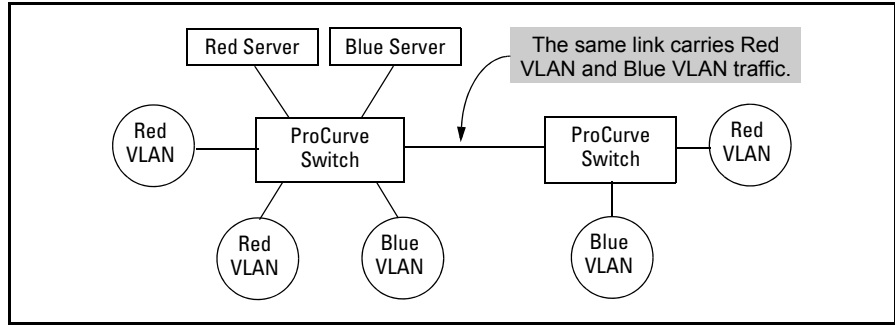 Red Server
Blue Server
The same link carries Red
VLAN and Blue VLAN traffic.
Red
VLAN
ProCurve
Switch
ProCurve
Switch
Red
VLAN
Red
VLAN
Blue
VLAN
Blue
VLAN